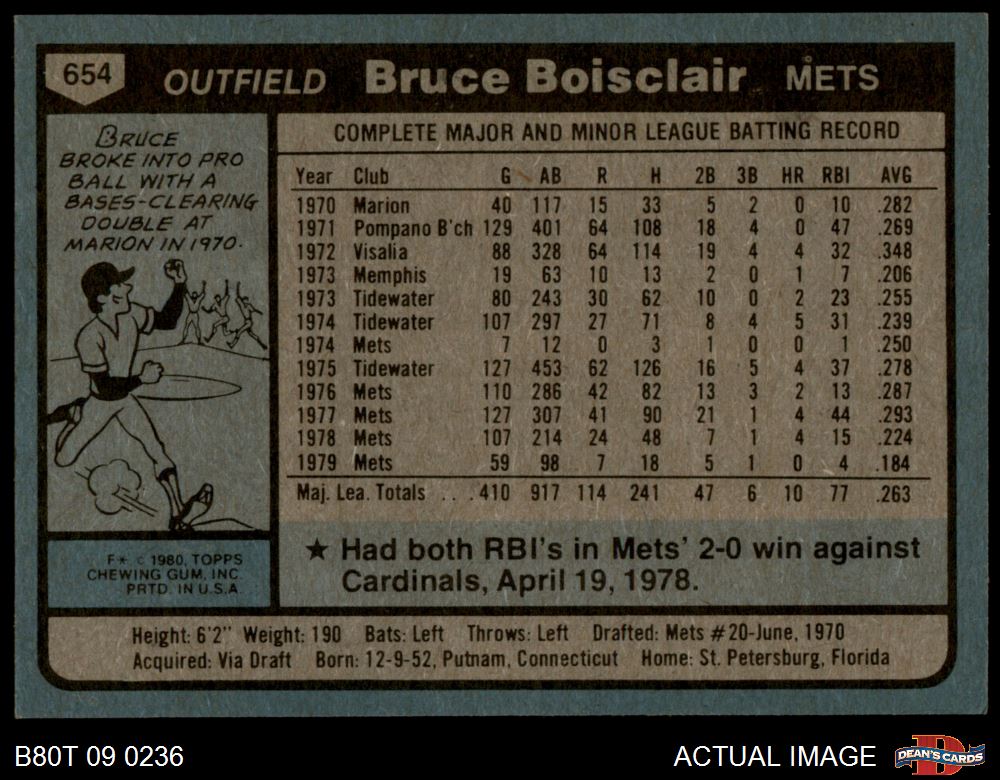 654 OUTFIELD Bruce Boisclair METS
BRUCE
BROKE INTO PRO
BALL WITH A
BASES-CLEARING
DOUBLE AT
MARION IN 1970.
COMPLETE MAJOR AND MINOR LEAGUE BATTING RECORD
Year Club G AB R H 2B 3B HR RBI AVG
1970 Marion 40 117 15 33 5 2 0 10 .282
1971 Pompano B'ch 129 401 64 108 18 4 0 47 .269
1972 Visalia 88 328 64 114 19 4 4 32 .348
1973 Memphis 19 63 10 13 2 0 1 7 .206
1973 Tidewater 80 243 30 62 10 0 2 23 .255
1974 Tidewater 107 297 27 71 8 4 5 31 .239
1974 Mets 7 12 0 3 1 0 0 1 .250
1975 Tidewater 127 453 62 126 16 5 4 37 .278
1976 Mets 110 286 42 82 13 3 2 13 .287
1977 Mets 127 307 41 90 21 1 4 44 .293
1978 Mets 107 214 24 48 7 1 4 15 .224
1979 Mets 59 98 7 18 5 1 0 4 .184
Maj. Lea. Totals . . . 410 917 114 241 47 6 10 77 .263
★ Had both RBI's in Mets' 2-0 win against
Cardinals, April 19, 1978.
F* © 1980, TOPPS
CHEWING GUM, INC.
PRTD. IN U.S.A.
Height: 6'2" Weight: 190 Bats: Left Throws: Left Drafted: Mets #20-June, 1970
Acquired: Via Draft Born: 12-9-52, Putnam, Connecticut Home: St. Petersburg, Florida
B80T 09 0236
ACTUAL IMAGE
DEAN'S CARDS